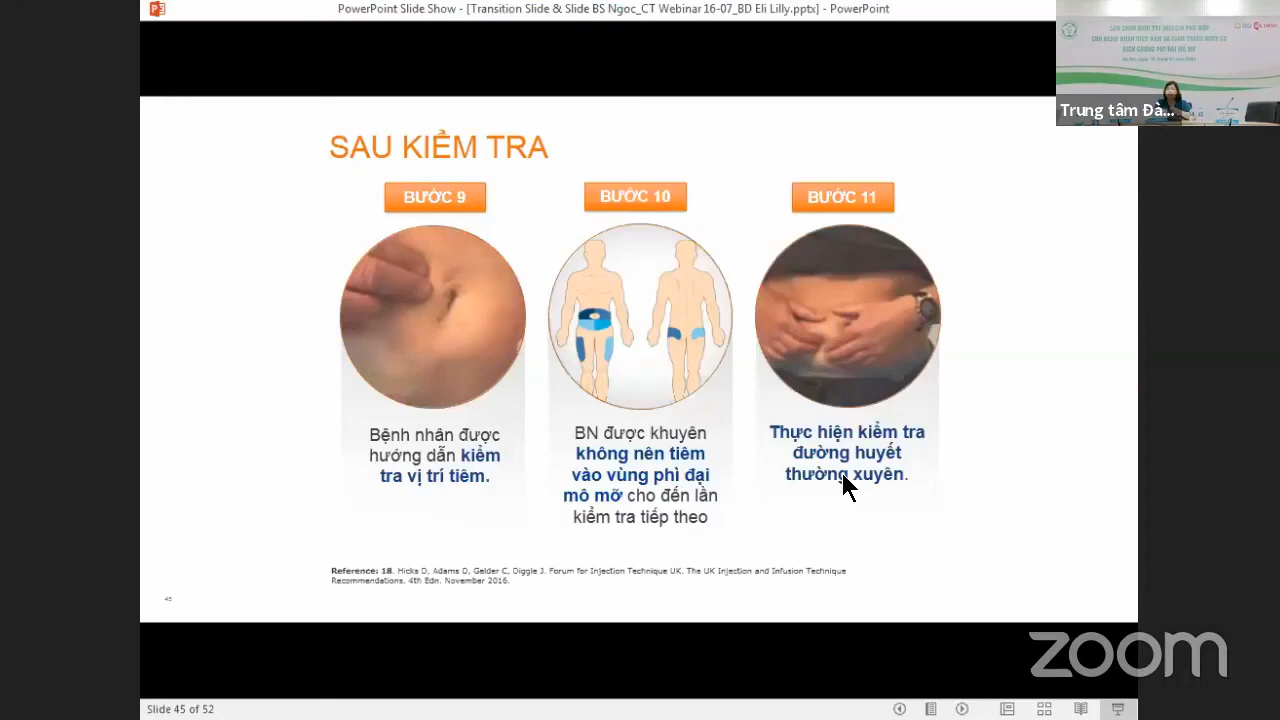 PowerPoint Slide Show - [Transition Slide & Slide BS Ngoc_CT Webinar 16-07_BD Eli Lilly.pptx] - PowerPoint
Trung tâm Đà...
SAU KIỂM TRA
BƯỚC 9
BƯỚC 10
BƯỚC 11
Bệnh nhân được
hướng dẫn kiểm
tra vị trí tiêm.
BN được khuyên
không nên tiêm
vào vùng phì đại
mô mỡ cho đến lần
kiểm tra tiếp theo
Thực hiện kiểm tra
đường huyết
thường xuyên.
Reference: 18. Hicks D, Adams D, Gelder C, Diggle J. Forum for Injection Technique UK. The UK Injection and Infusion Technique
Recommendations. 4th Edn. November 2016.
45
zoom
Slide 45 of 52